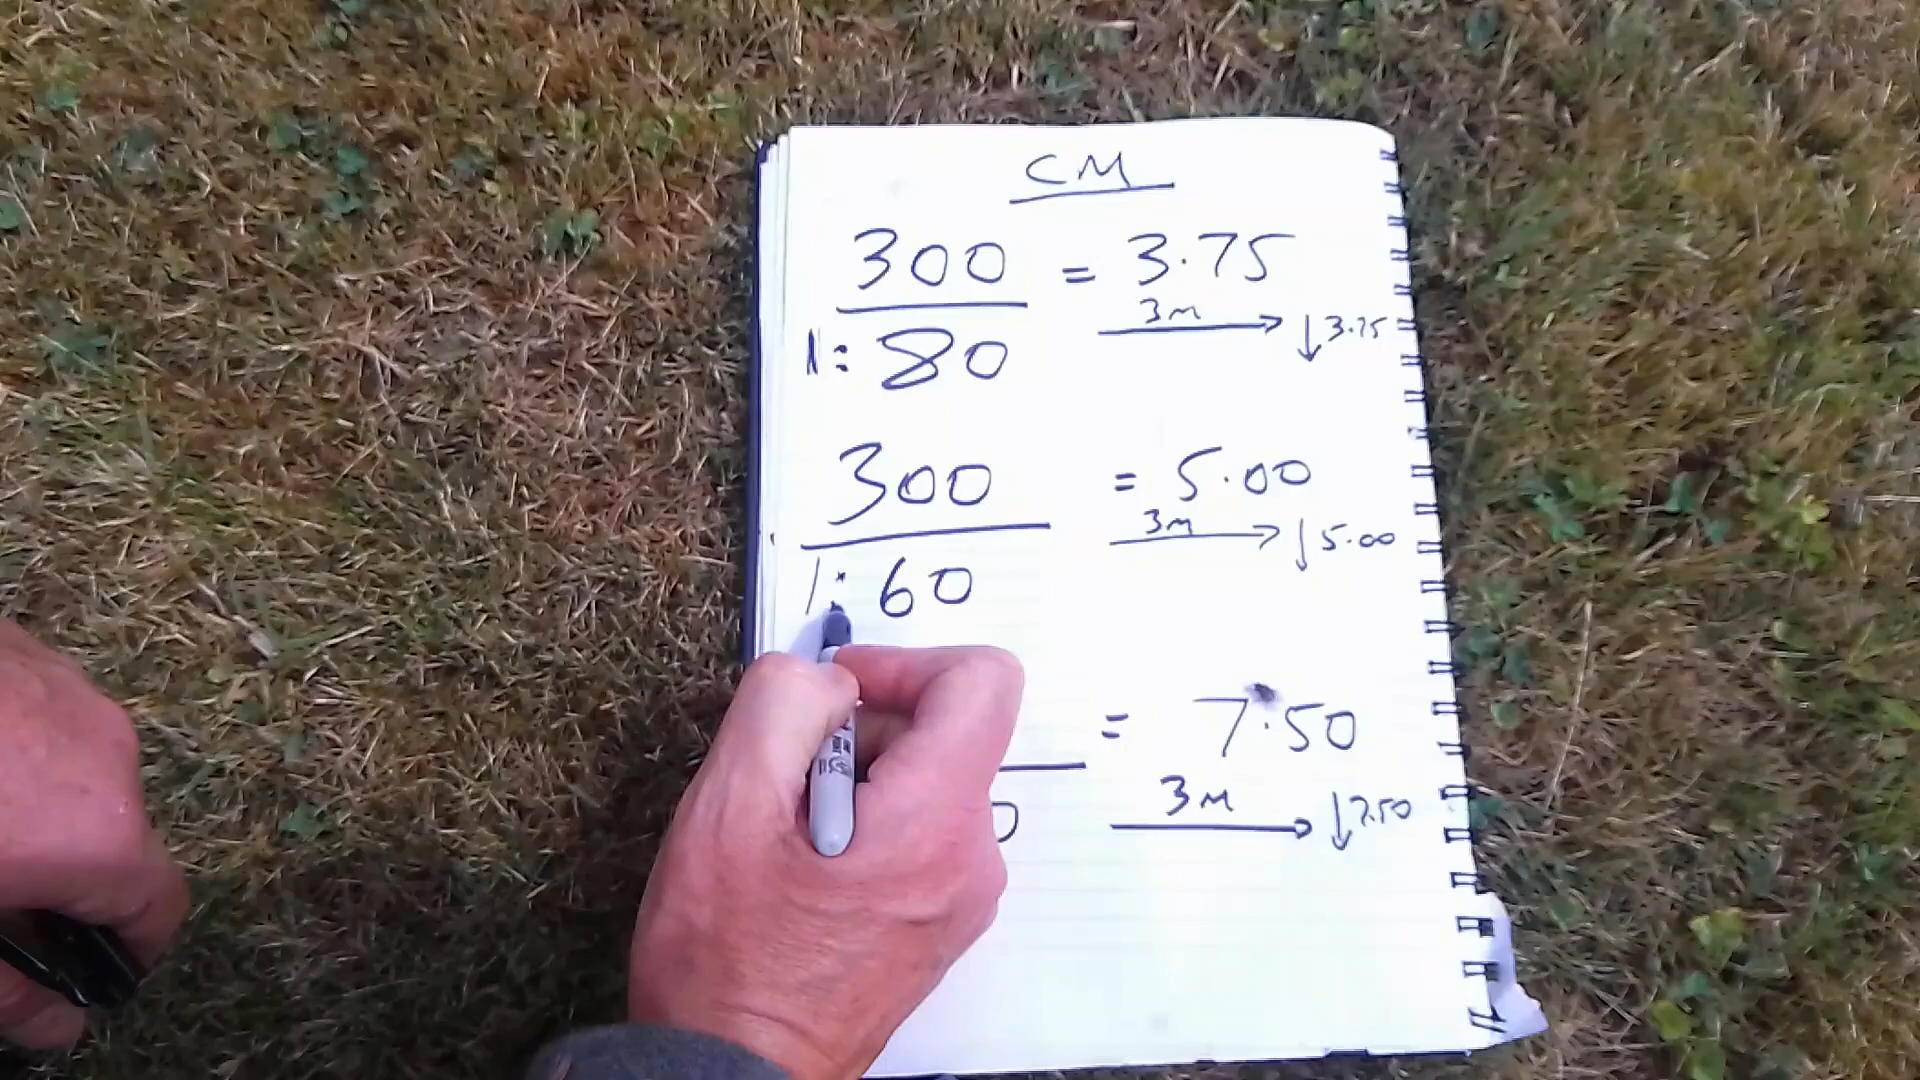 CM
300 = 3.75
3m → ↓ 3.75
1: 80
300 = 5.00
3m → ↓ 5.00
1: 60
= 7.50
0 3m → ↓ 7.50